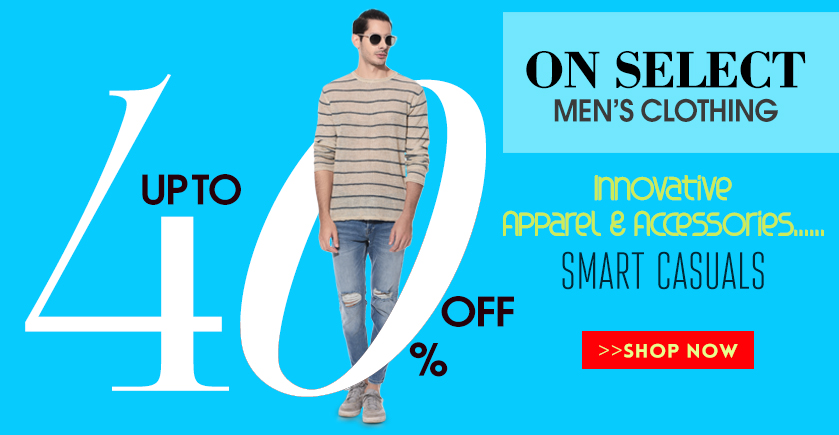 UPTO
40
% OFF
ON SELECT
MEN'S CLOTHING
Innovative
Apparel & Accessories......
SMART CASUALS
>>SHOP NOW